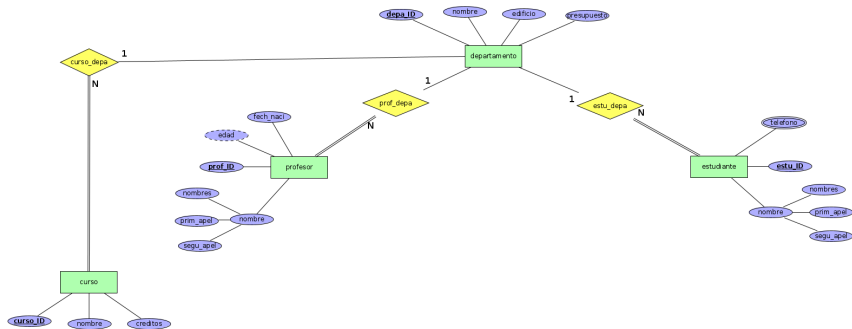 depa_ID
nombre
edificio
presupuesto
departamento
curso_depa
1
N
1
prof_depa
N
1
estu_depa
N
fech_naci
edad
prof_ID
profesor
nombres
prim_apel
nombre
segu_apel
telefono
estudiante
estu_ID
nombres
nombre
prim_apel
segu_apel
curso
curso_ID
nombre
creditos